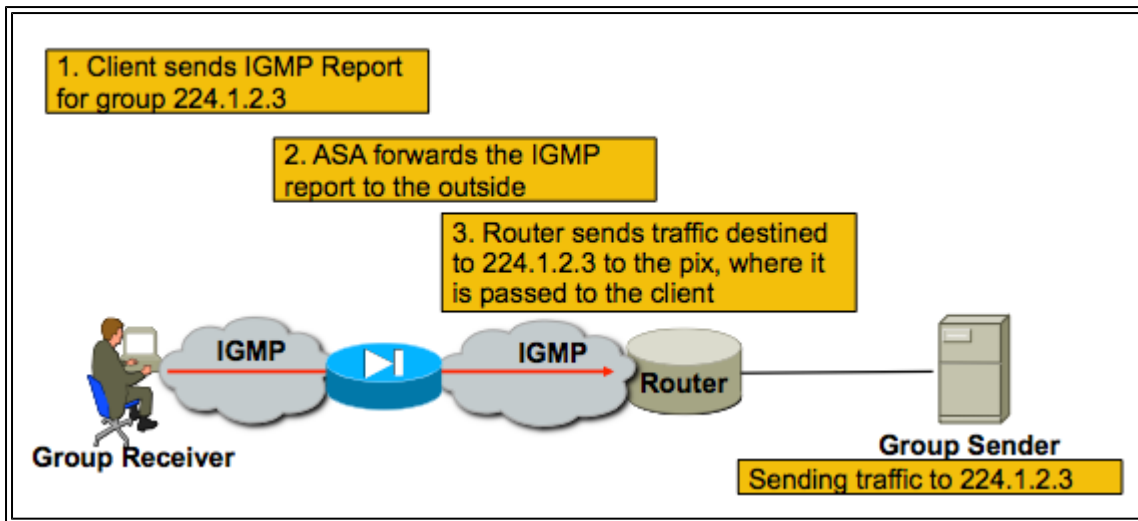 1. Client sends IGMP Report
for group 224.1.2.3
2. ASA forwards the IGMP
report to the outside
3. Router sends traffic destined
to 224.1.2.3 to the pix, where it
is passed to the client
IGMP
IGMP
Router
Group Receiver
Group Sender
Sending traffic to 224.1.2.3